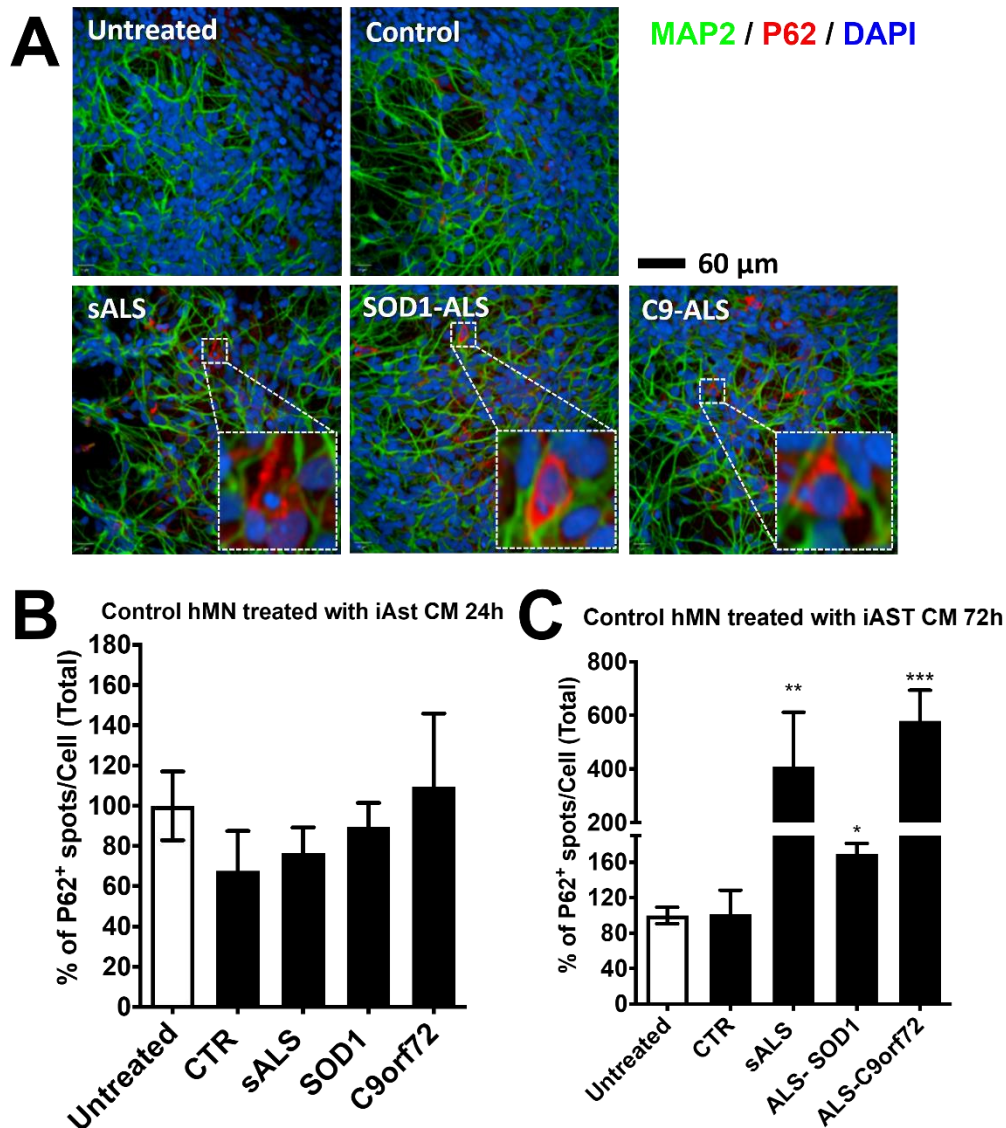 A
Untreated
Control
MAP2 / P62 / DAPI
60 µm
sALS
SOD1-ALS
C9-ALS
B
Control hMN treated with iAst CM 24h
% of P62⁺ spots/Cell (Total)
180
160
140
120
100
80
60
40
20
0
Untreated
CTR
sALS
SOD1
C9orf72
C
Control hMN treated with iAST CM 72h
% of P62⁺ spots/Cell (Total)
800
600
400
200
160
120
80
40
0
**
*
***
Untreated
CTR
sALS
ALS- SOD1
ALS-C9orf72